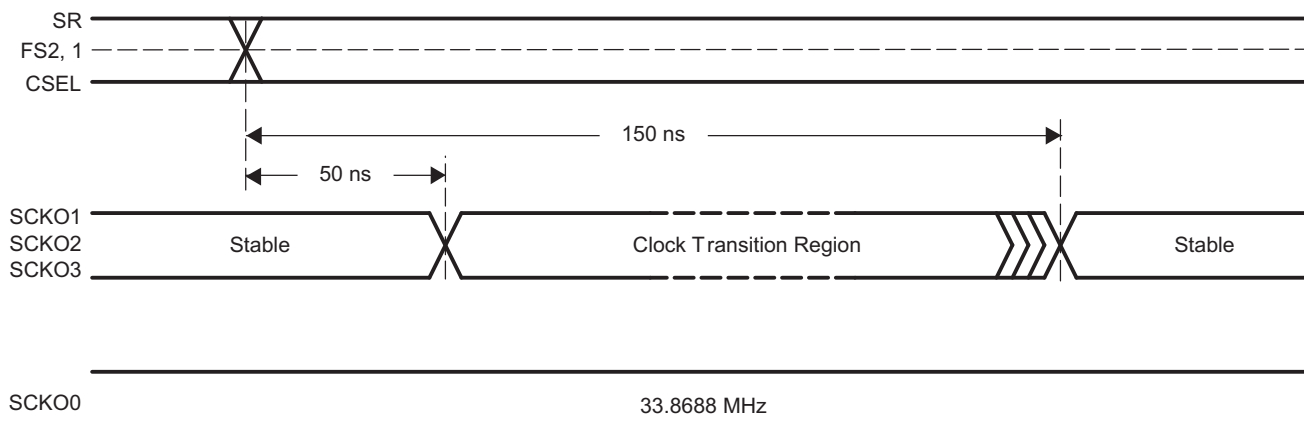 SR
FS2, 1
CSEL
150 ns
50 ns
SCKO1
SCKO2
SCKO3
Stable
Clock Transition Region
Stable
SCKO0
33.8688 MHz